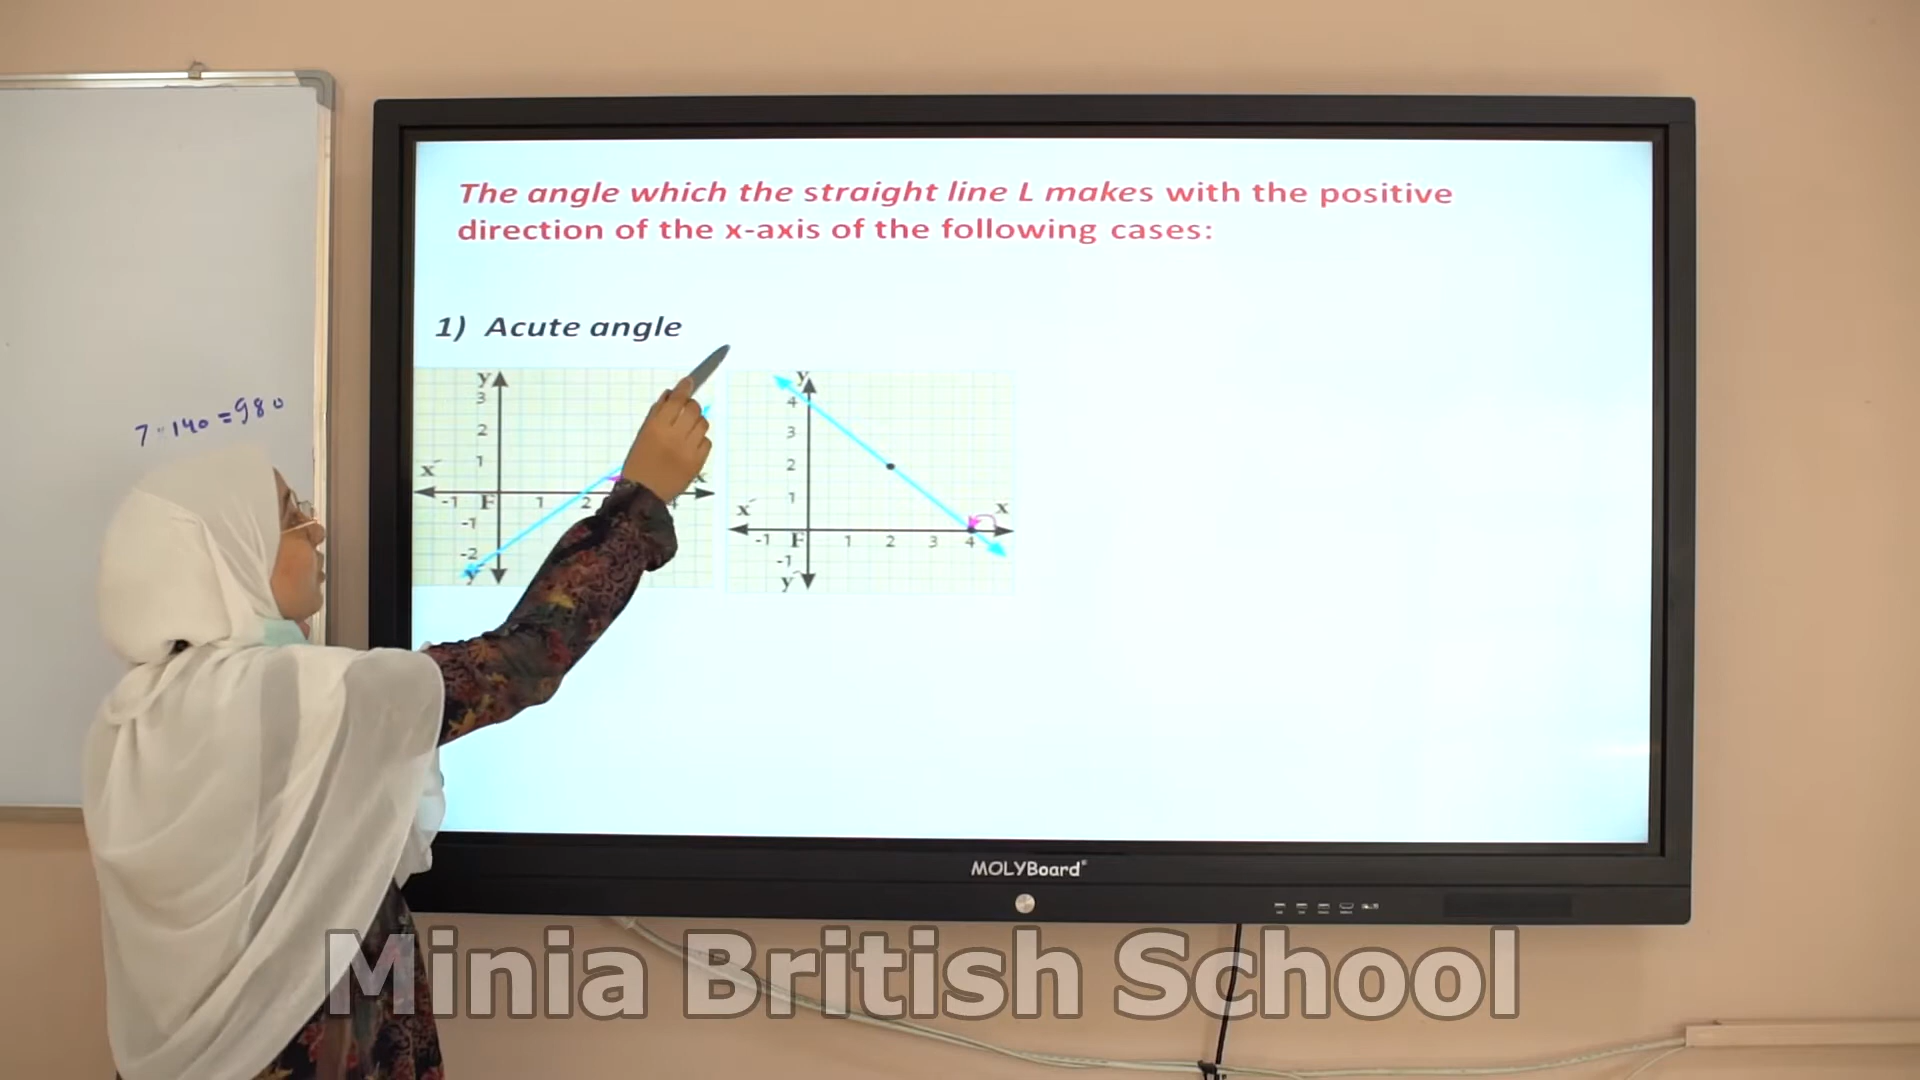 The angle which the straight line L makes with the positive
direction of the x-axis of the following cases:
1) Acute angle
7 · 140 = 980
y
3
2
1
x´
-1 F 1 2 4
x
-1
-2
y´
y
4
3
2
1
x´
x
-1 F 1 2 3 4
-1
y´
MOLYBoard
Minia British School